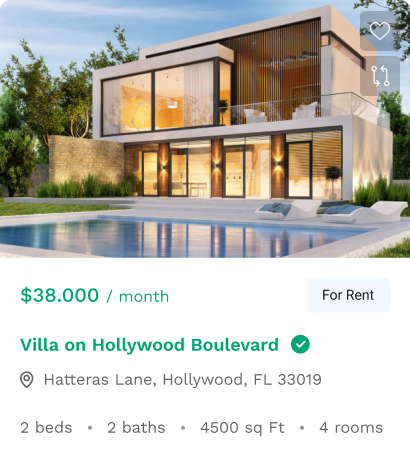 $38.000 / month
For Rent
Villa on Hollywood Boulevard
Hatteras Lane, Hollywood, FL 33019
2 beds • 2 baths • 4500 sq Ft • 4 rooms